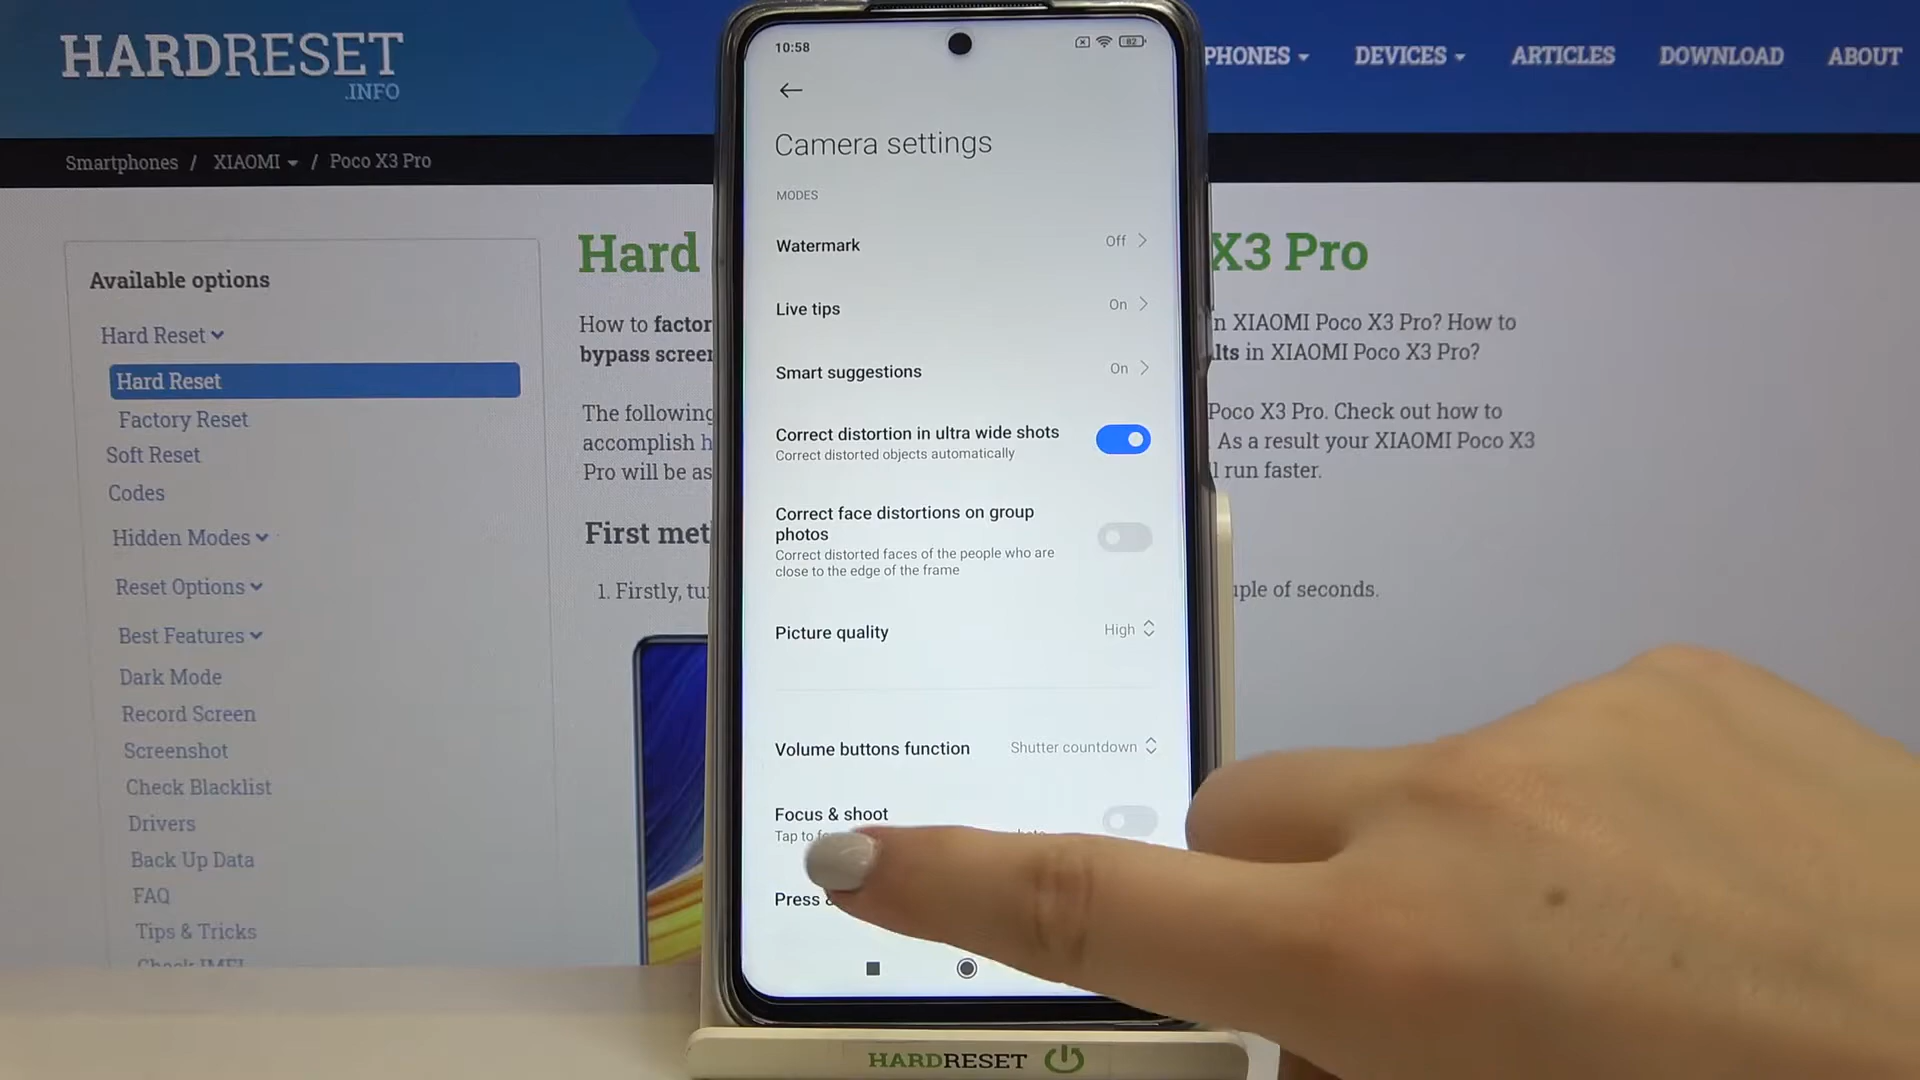 HARDRESET
.INFO
PHONES
DEVICES
ARTICLES
DOWNLOAD
ABOUT
Smartphones / XIAOMI / Poco X3 Pro
Available options
Hard Reset
Hard Reset
Factory Reset
Soft Reset
Codes
Hidden Modes
Reset Options
Best Features
Dark Mode
Record Screen
Screenshot
Check Blacklist
Drivers
Back Up Data
FAQ
Tips & Tricks
Check IMEI
Hard
How to factor
bypass screen
The following
accomplish h
Pro will be as
First met
1. Firstly, tu
10:58
82
Camera settings
MODES
Watermark Off
Live tips On
Smart suggestions On
Correct distortion in ultra wide shots
Correct distorted objects automatically
Correct face distortions on group
photos
Correct distorted faces of the people who are
close to the edge of the frame
Picture quality High
Volume buttons function Shutter countdown
Focus & shoot
Tap to
Press
X3 Pro
n XIAOMI Poco X3 Pro? How to
lts in XIAOMI Poco X3 Pro?
Poco X3 Pro. Check out how to
. As a result your XIAOMI Poco X3
l run faster.
uple of seconds.
HARDRESET